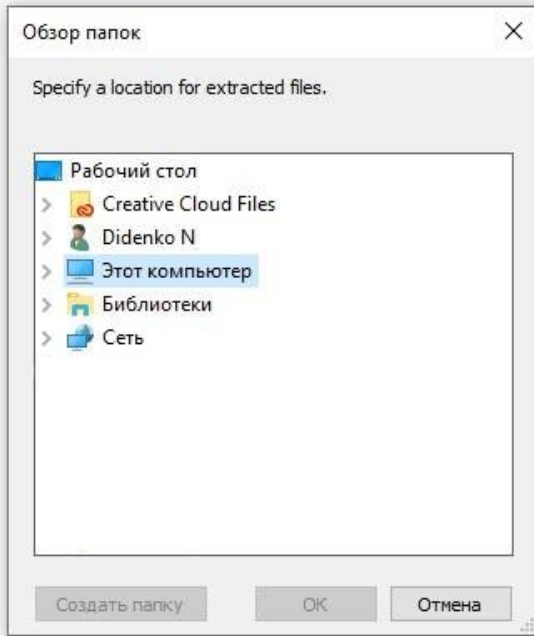 Обзор папок
Specify a location for extracted files.
Рабочий стол
Creative Cloud Files
Didenko N
Этот компьютер
Библиотеки
Сеть
Создать папку
ОК
Отмена